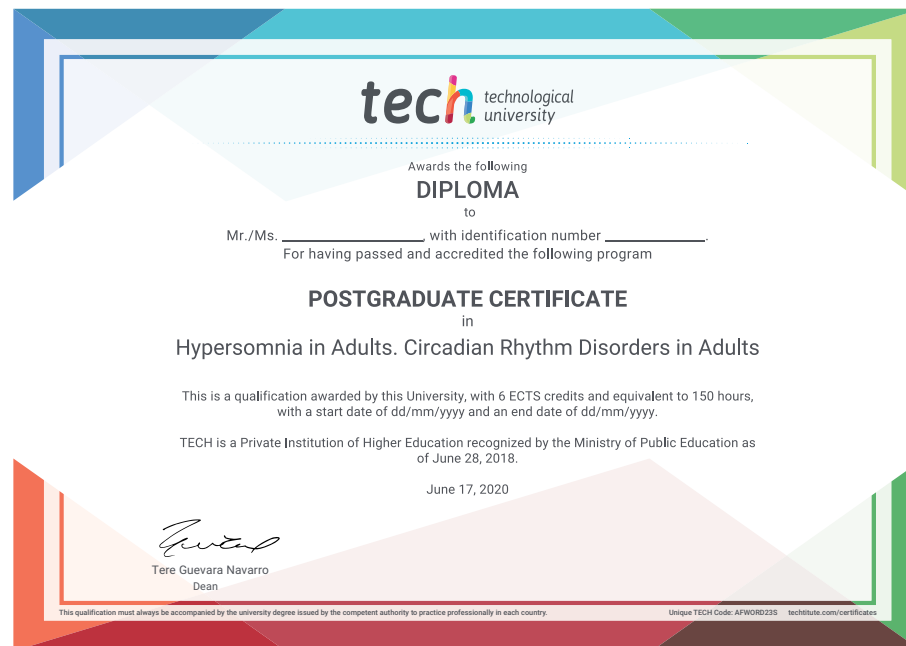 tech technological
university
Awards the following
DIPLOMA
to
Mr./Ms. ____________, with identification number ____________.
For having passed and accredited the following program
POSTGRADUATE CERTIFICATE
in
Hypersomnia in Adults. Circadian Rhythm Disorders in Adults
This is a qualification awarded by this University, with 6 ECTS credits and equivalent to 150 hours,
with a start date of dd/mm/yyyy and an end date of dd/mm/yyyy.
TECH is a Private Institution of Higher Education recognized by the Ministry of Public Education as
of June 28, 2018.
June 17, 2020
Tere Guevara Navarro
Dean
This qualification must always be accompanied by the university degree issued by the competent authority to practice professionally in each country. Unique TECH Code: AFWORD23S techtitute.com/certificates